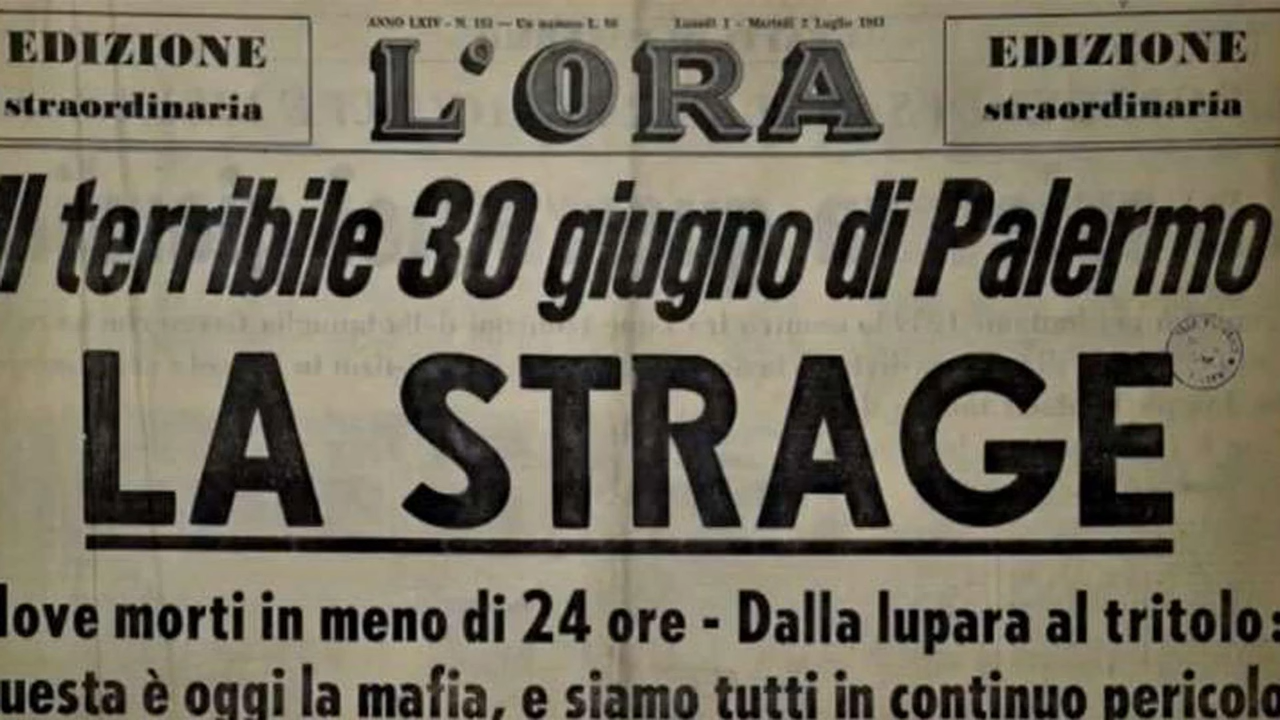 EDIZIONE
straordinaria
ANNO LXIV - N. 153 — Un numero L. 50
Lunedì 1 - Martedì 2 Luglio 1963
L'ORA
EDIZIONE
straordinaria
Il terribile 30 giugno di Palermo
LA STRAGE
ove morti in meno di 24 ore - Dalla lupara al tritolo:
uesta è oggi la mafia, e siamo tutti in continuo pericolo